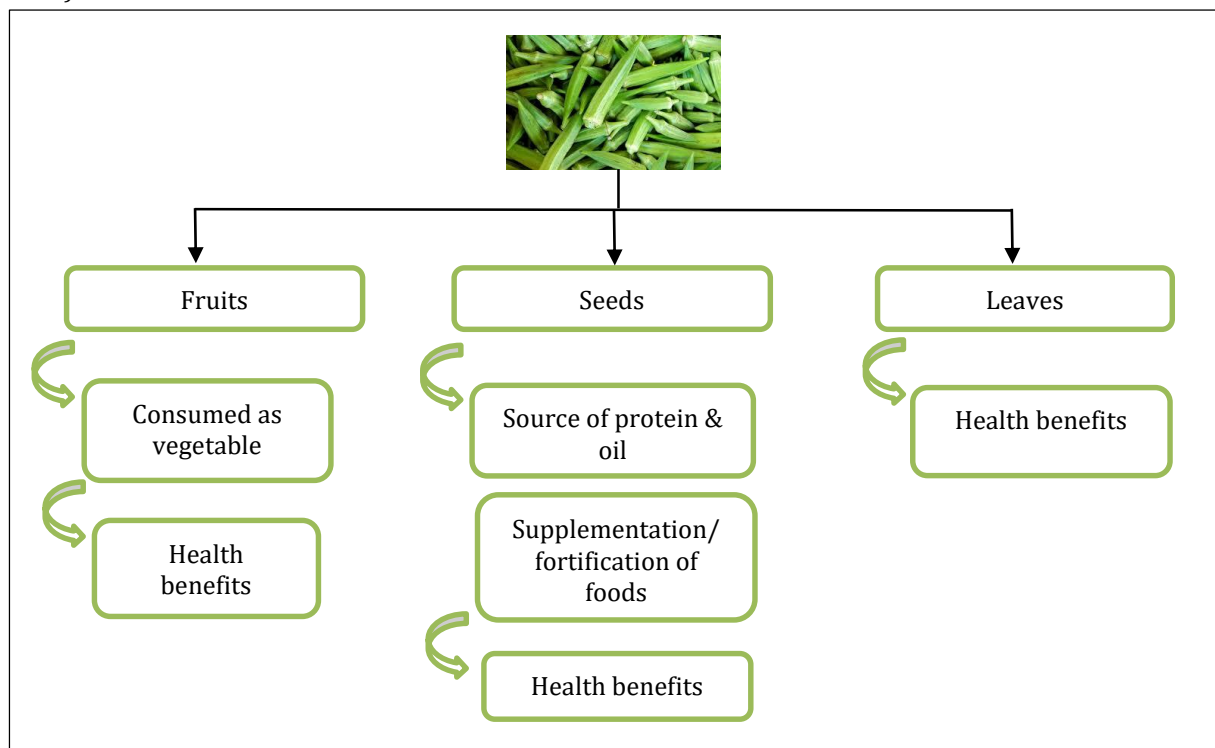 Fruits
Seeds
Leaves
Consumed as
vegetable
Health
benefits
Source of protein &
oil
Supplementation/
fortification of
foods
Health benefits
Health benefits